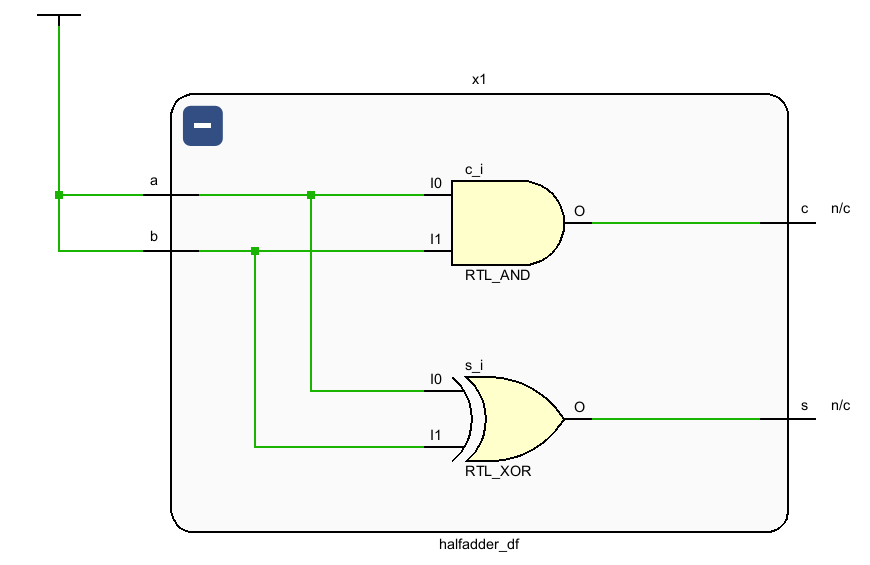 x1
a
b
I0
I1
c_i
O
RTL_AND
c
n/c
I0
I1
s_i
O
RTL_XOR
s
n/c
halfadder_df